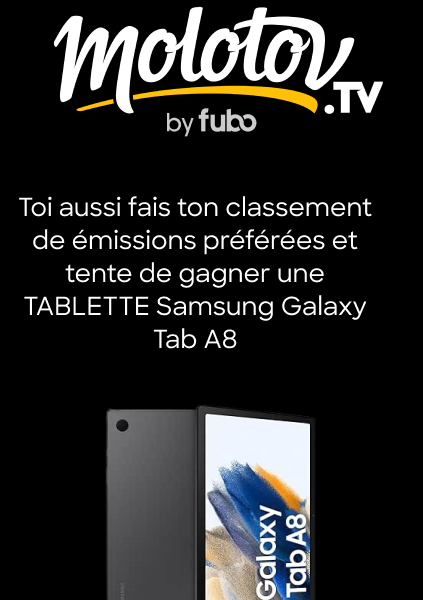 molotov.TV
by fubo
Toi aussi fais ton classement
de émissions préférées et
tente de gagner une
TABLETTE Samsung Galaxy
Tab A8
Galaxy
Tab A8